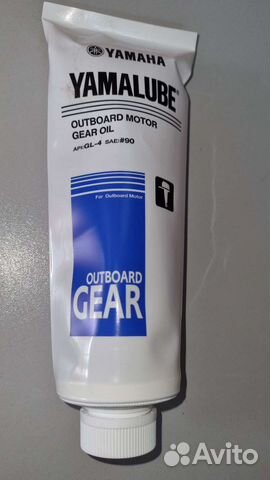 YAMAHA
YAMALUBE®
OUTBOARD MOTOR
GEAR OIL
API:GL-4 SAE:#90
For Outboard Motor
OUTBOARD
GEAR
Avito